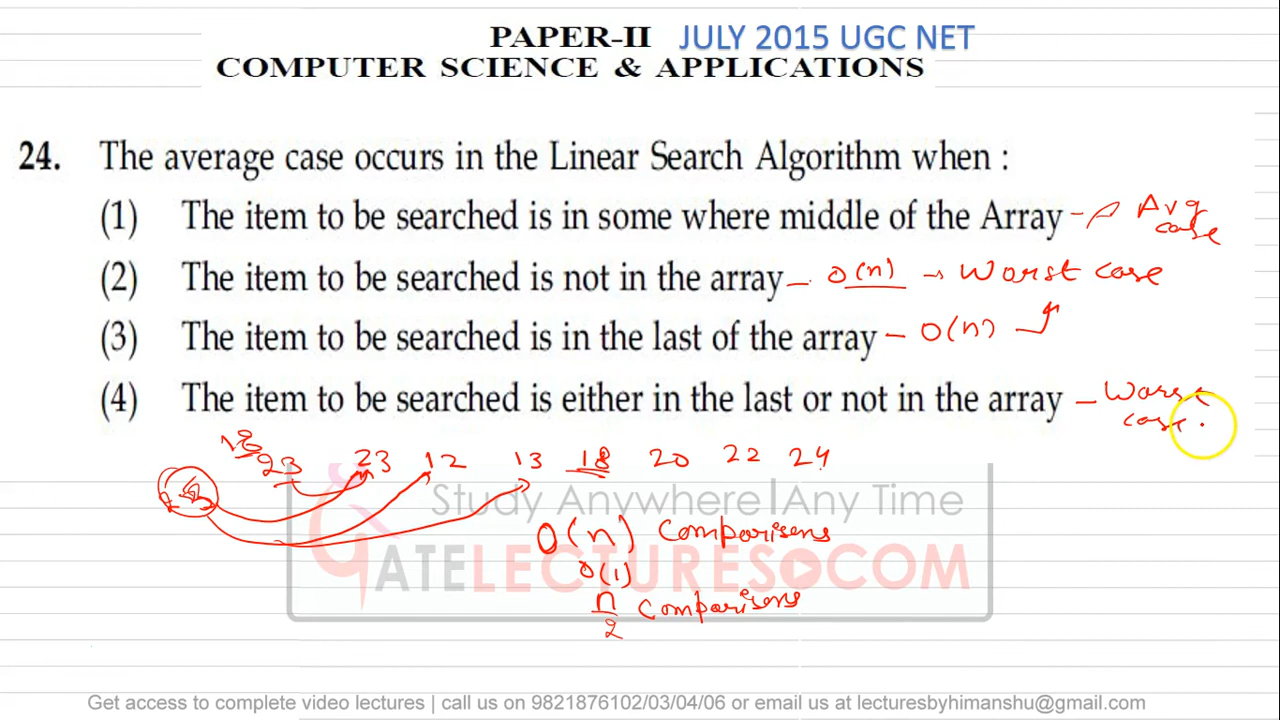 PAPER-II JULY 2015 UGC NET
COMPUTER SCIENCE & APPLICATIONS
24. The average case occurs in the Linear Search Algorithm when :
(1) The item to be searched is in some where middle of the Array - Avg case
(2) The item to be searched is not in the array - O(n) → Worst case
(3) The item to be searched is in the last of the array - O(n)
(4) The item to be searched is either in the last or not in the array - Worst case.
18
23 23 12 13 18 20 22 24
Study Anywhere|Any Time
O(n) Comparisons
GATELECTURES.COM
O(1)
n/2 Comparisons
Get access to complete video lectures | call us on 9821876102/03/04/06 or email us at lecturesbyhimanshu@gmail.com